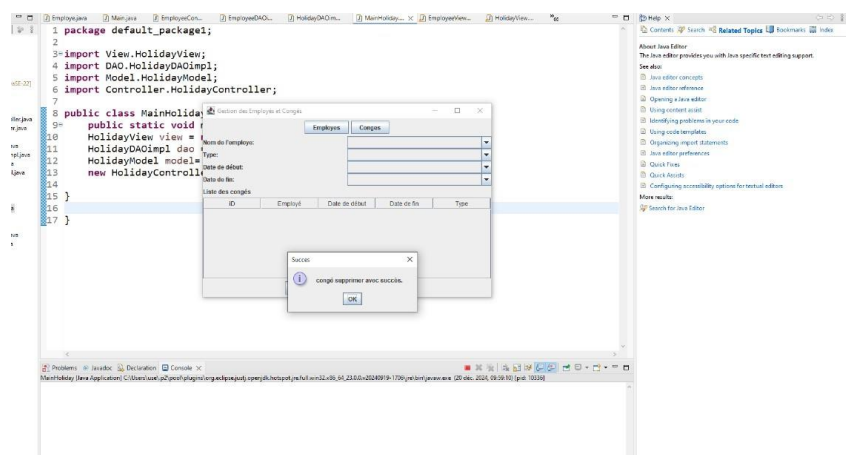 Employe.java Main.java EmployeeCon... EmployeeDAOi... HolidayDAOim... MainHoliday... EmployeeView... HolidayView...
1 package default_package1;
2
3 import View.HolidayView;
4 import DAO.HolidayDAOimpl;
5 import Model.HolidayModel;
6 import Controller.HolidayController;
7
8 public class MainHoliday
9 public static void
10 HolidayView view =
11 HolidayDAOimpl dao
12 HolidayModel model=
13 new HolidayControlle
14
15 }
16
17 }
Gestion des Employés et Congés
Employes Conges
Nom de l'employe:
Type:
Date de début:
Date de fin:
Liste des congés
ID Employé Date de début Date de fin Type
Succes
congé supprimer avec succès.
OK
Problems Javadoc Declaration Console
MainHoliday [Java Application]
Help
Contents Search Related Topics Bookmarks Index
About Java Editor
The Java editor provides you with Java specific text editing support.
See also:
Java editor concepts
Java editor reference
Opening a Java editor
Using content assist
Identifying problems in your code
Using code templates
Organizing import statements
Java editor preferences
Quick Fixes
Quick Assists
Configuring accessibility options for textual editors
More results:
Search for Java Editor